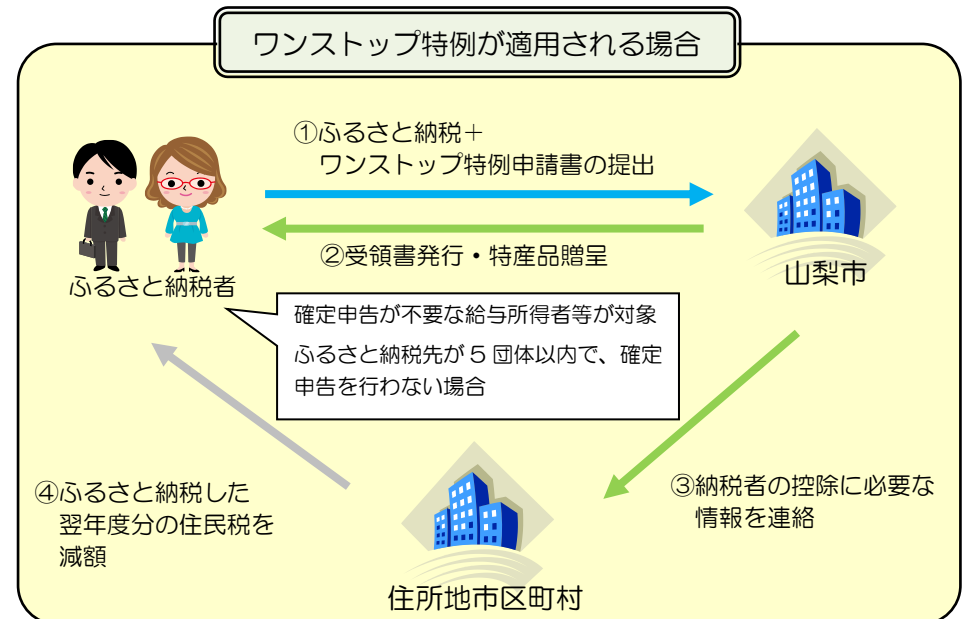 ワンストップ特例が適用される場合
①ふるさと納税＋
ワンストップ特例申請書の提出
②受領書発行・特産品贈呈
ふるさと納税者
山梨市
確定申告が不要な給与所得者等が対象
ふるさと納税先が５団体以内で、確定
申告を行わない場合
③納税者の控除に必要な
情報を連絡
④ふるさと納税した
翌年度分の住民税を
減額
住所地市区町村